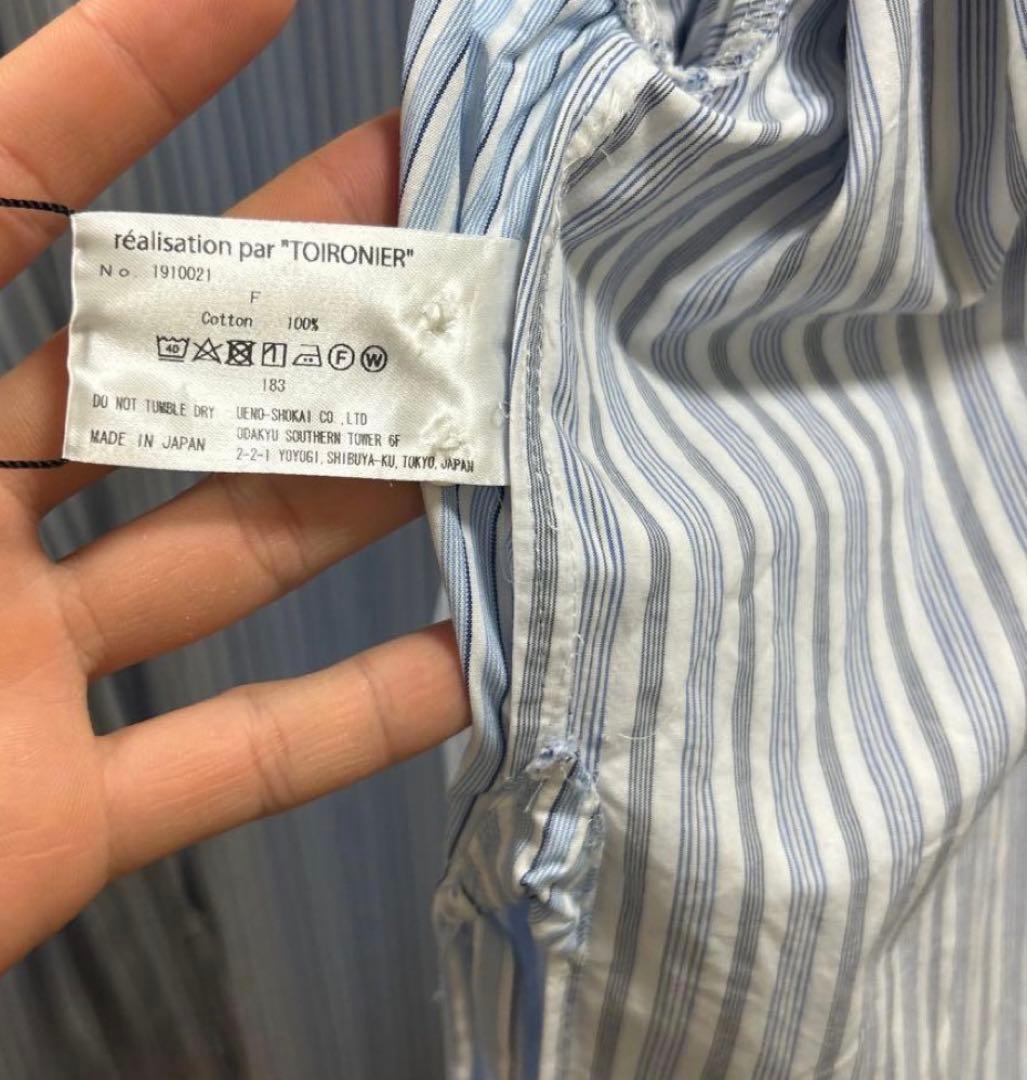 réalisation par "TOIRONIER"
No. 1910021
F
Cotton 100%
40 F W
183
DO NOT TUMBLE DRY UENO-SHOKAI CO.,LTD
ODAKYU SOUTHERN TOWER 6F
MADE IN JAPAN 2-2-1 YOYOGI,SHIBUYA-KU,TOKYO,JAPAN